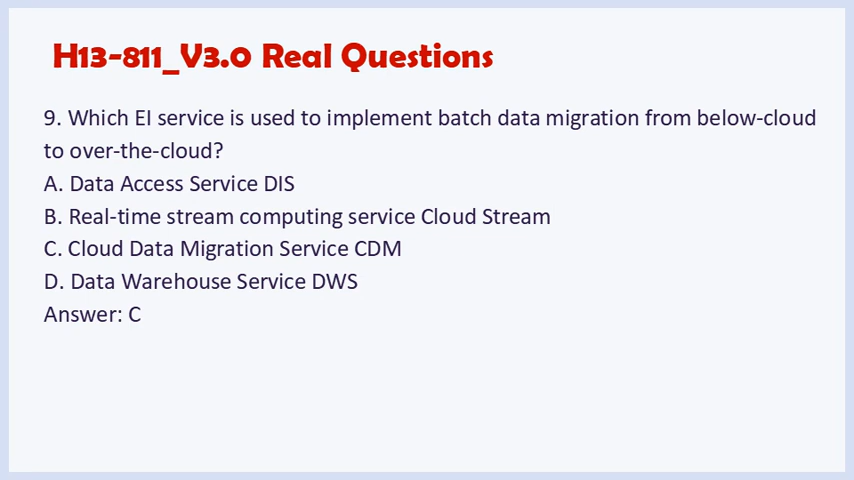 H13-811_V3.0 Real Questions
9. Which EI service is used to implement batch data migration from below-cloud
to over-the-cloud?
A. Data Access Service DIS
B. Real-time stream computing service Cloud Stream
C. Cloud Data Migration Service CDM
D. Data Warehouse Service DWS
Answer: C